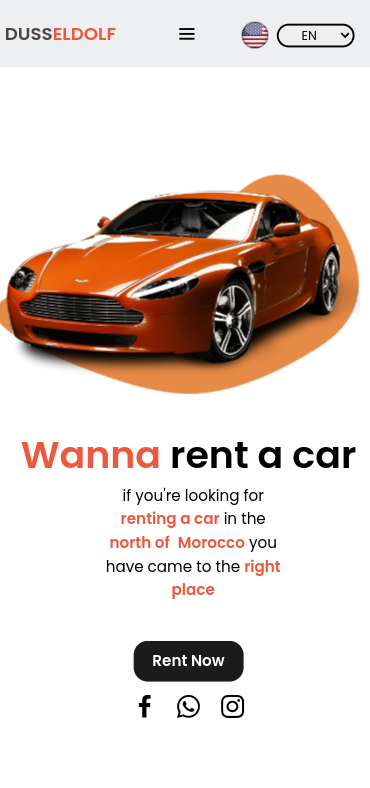 DUSSELDOLF
EN
Wanna rent a car
if you're looking for
renting a car in the
north of  Morocco you
have came to the right
place
Rent Now